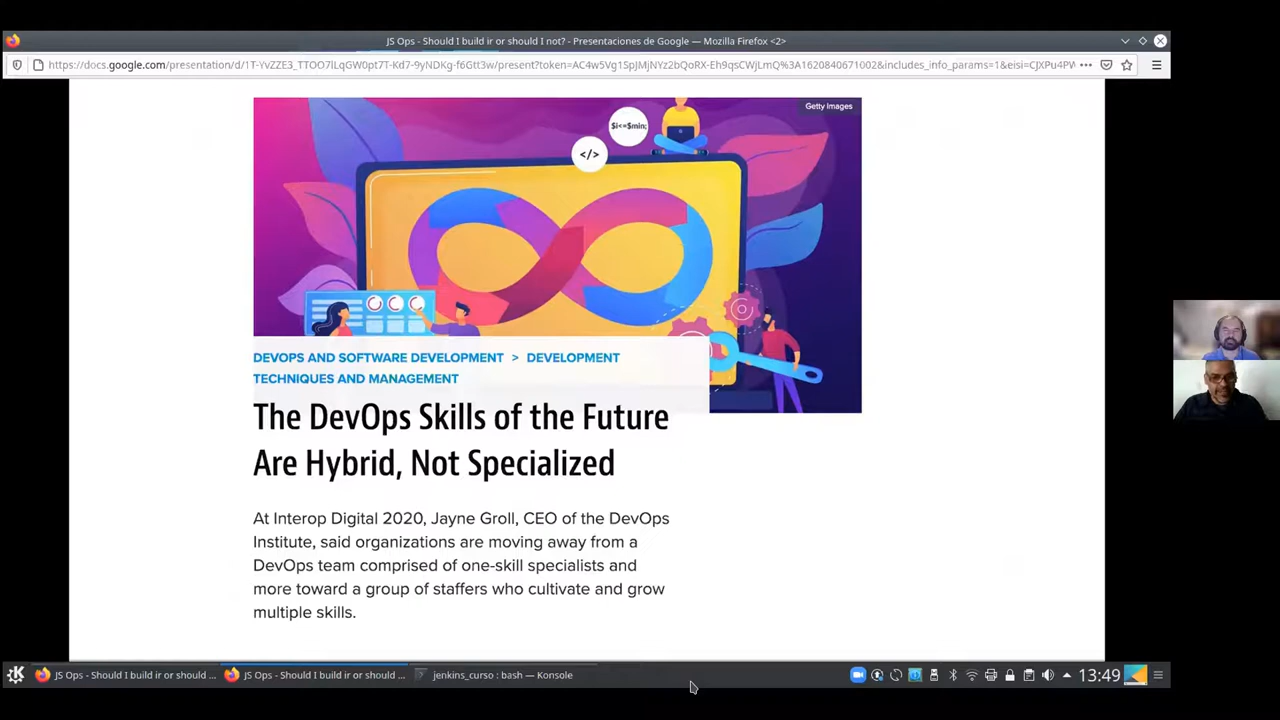 JS Ops - Should I build ir or should I not? - Presentaciones de Google — Mozilla Firefox <2>
Getty Images
$i<=$min;
</>
DEVOPS AND SOFTWARE DEVELOPMENT > DEVELOPMENT
TECHNIQUES AND MANAGEMENT
The DevOps Skills of the Future
Are Hybrid, Not Specialized
At Interop Digital 2020, Jayne Groll, CEO of the DevOps
Institute, said organizations are moving away from a
DevOps team comprised of one-skill specialists and
more toward a group of staffers who cultivate and grow
multiple skills.
JS Ops - Should I build ir or should ...
JS Ops - Should I build ir or should ...
jenkins_curso : bash — Konsole
13:49